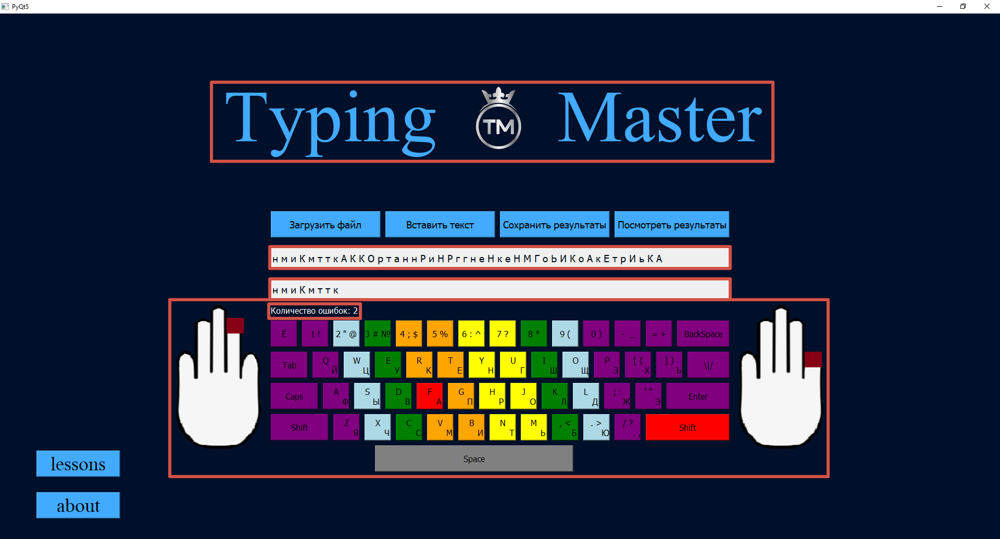 PyQt5
Typing TM Master
Загрузить файл Вставить текст Сохранить результаты Посмотреть результаты
н м и К м т т к А К К О р т а н н Р и Н Р г г н е Н к е Н М Г о Ь И К о А к Е т р И ь К А
н м и К м т т к
Количество ошибок: 2
Ё 1 ! 2 " @ 3 # № 4 ; $ 5 % 6 : ^ 7 ? 8 * 9 ( 0 ) - _ = + BackSpace
Tab Q Й W Ц E У R К T Е Y Н U Г I Ш O Щ P З [ { Х ] } Ъ \|/
Caps A Ф S Ы D В F А G П H Р J О K Л L Д ; : Ж ' " Э Enter
Shift Z Я X Ч C С V М B И N Т M Ь , < Б . > Ю / ? . , Shift
Space
lessons
about